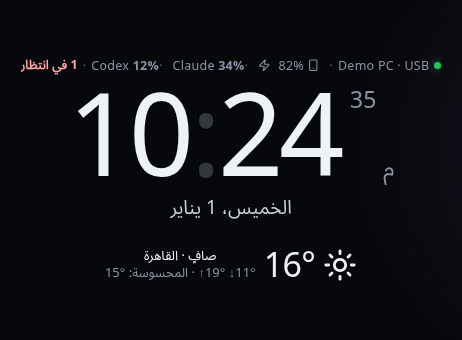 Demo PC · USB · 82% · Claude 34% · Codex 12% · 1 في انتظار
10:24 35 م
الخميس، 1 يناير
16°
صافٍ · القاهرة
المحسوسة: 15° · ↑19° ↓11°